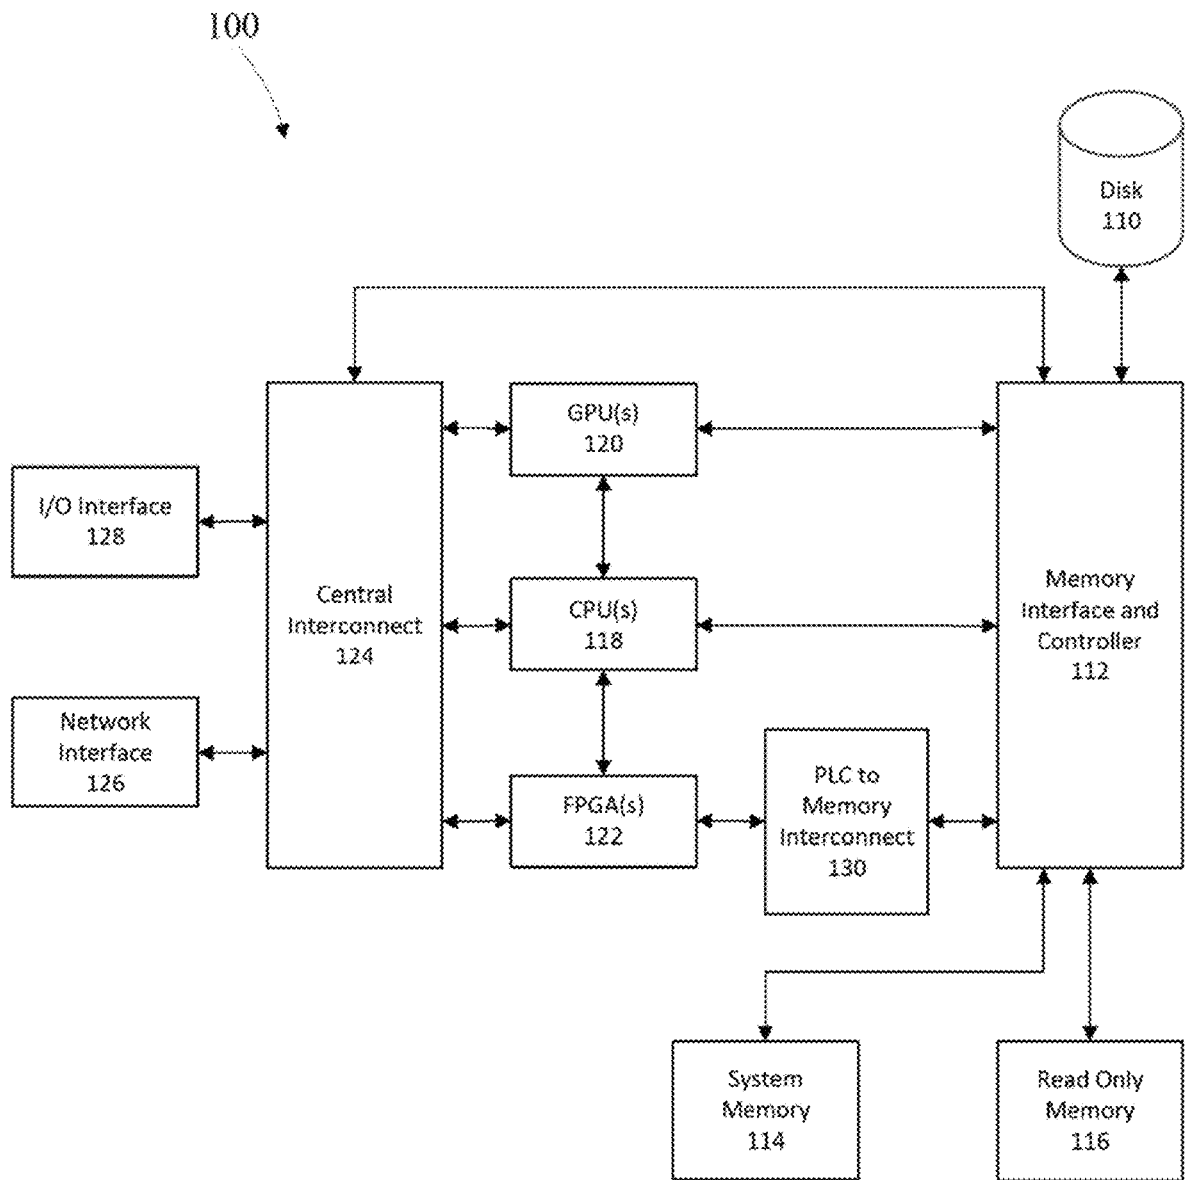 100
Disk
110
GPU(s)
120
I/O Interface
128
Central
Interconnect
124
CPU(s)
118
Memory
Interface and
Controller
112
Network
Interface
126
FPGA(s)
122
PLC to
Memory
Interconnect
130
System
Memory
114
Read Only
Memory
116